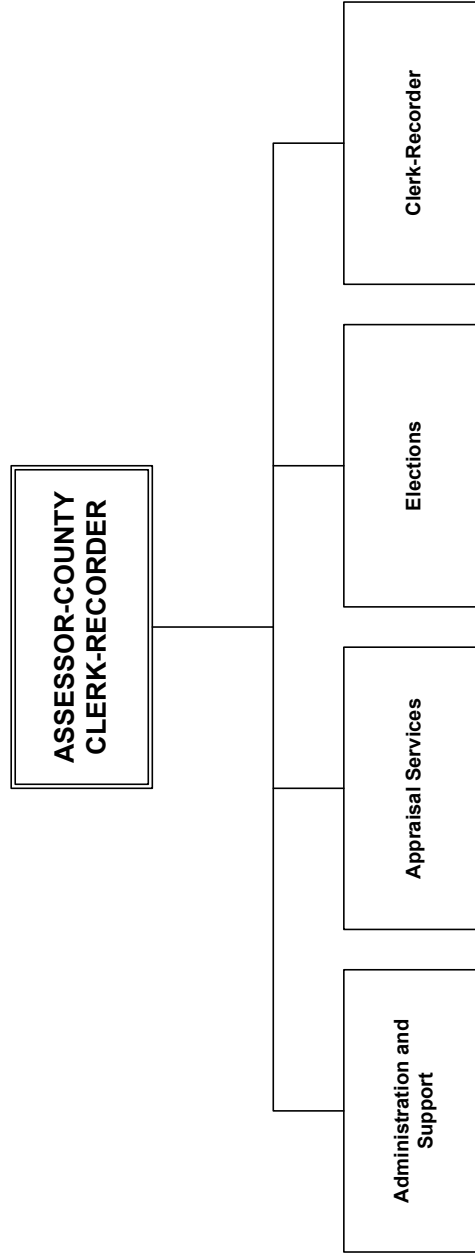 ASSESSOR-COUNTY
CLERK-RECORDER
Administration and
Support
Appraisal Services
Elections
Clerk-Recorder